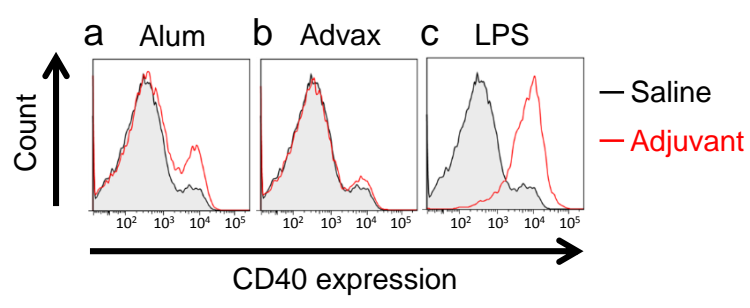 a Alum b Advax c LPS
Count
Saline
Adjuvant
10² 10³ 10⁴ 10⁵ 10² 10³ 10⁴ 10⁵ 10² 10³ 10⁴ 10⁵
CD40 expression